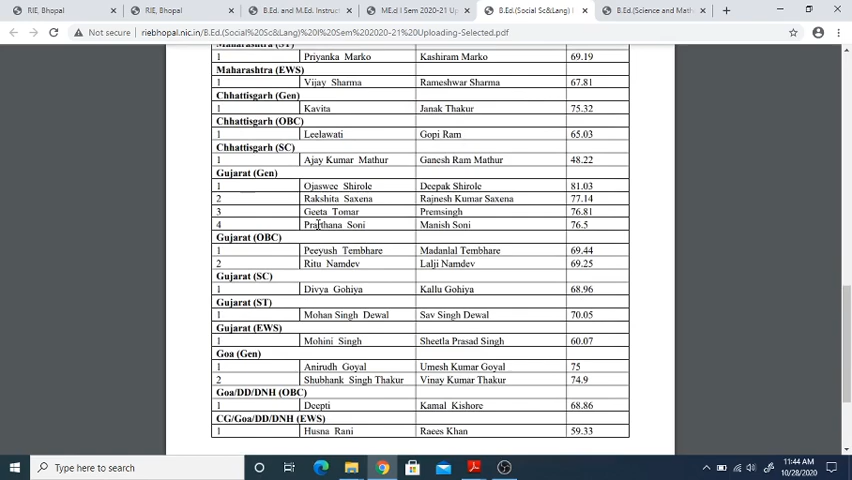 RIE, Bhopal
RIE, Bhopal
B.Ed. and M.Ed. Instruct
ME.d I Sem 2020-21 Up
B.Ed.(Social Sc&Lang) I
B.Ed.(Science and Math
Not secure | riebhopal.nic.in/B.Ed.(Social%20Sc&Lang)%20I%20Sem%202020-21%20Uploading-Selected.pdf
Maharashtra (ST)
1 Priyanka Marko Kashiram Marko 69.19
Maharashtra (EWS)
1 Vijay Sharma Rameshwar Sharma 67.81
Chhattisgarh (Gen)
1 Kavita Janak Thakur 75.32
Chhattisgarh (OBC)
1 Leelawati Gopi Ram 65.03
Chhattisgarh (SC)
1 Ajay Kumar Mathur Ganesh Ram Mathur 48.22
Gujarat (Gen)
1 Ojaswee Shirole Deepak Shirole 81.03
2 Rakshita Saxena Rajnesh Kumar Saxena 77.14
3 Geeta Tomar Premsingh 76.81
4 Prarthana Soni Manish Soni 76.5
Gujarat (OBC)
1 Peeyush Tembhare Madanlal Tembhare 69.44
2 Ritu Namdev Lalji Namdev 69.25
Gujarat (SC)
1 Divya Gohiya Kallu Gohiya 68.96
Gujarat (ST)
1 Mohan Singh Dewal Sav Singh Dewal 70.05
Gujarat (EWS)
1 Mohini Singh Sheetla Prasad Singh 60.07
Goa (Gen)
1 Anirudh Goyal Umesh Kumar Goyal 75
2 Shubhank Singh Thakur Vinay Kumar Thakur 74.9
Goa/DD/DNH (OBC)
1 Deepti Kamal Kishore 68.86
CG/Goa/DD/DNH (EWS)
1 Husna Rani Raees Khan 59.33
Type here to search
11:44 AM
10/28/2020